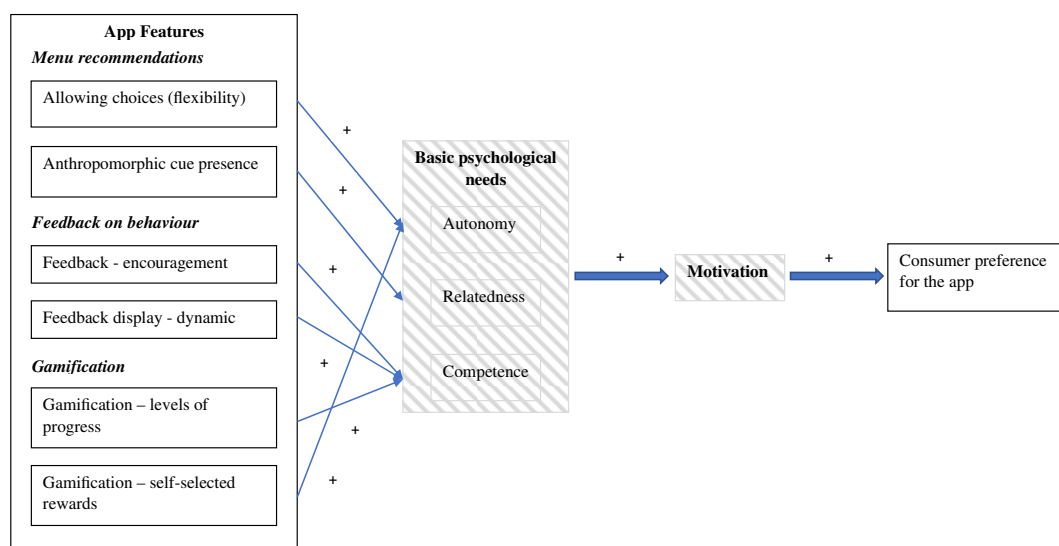 App Features
Menu recommendations
Allowing choices (flexibility)
+
Anthropomorphic cue presence
+
Basic psychological
needs
Feedback on behaviour
Autonomy
Feedback - encouragement
+
+
Motivation
+
Consumer preference
for the app
Relatedness
Feedback display - dynamic
Gamification
+
Competence
Gamification – levels of
progress
+
Gamification – self-selected
rewards
+